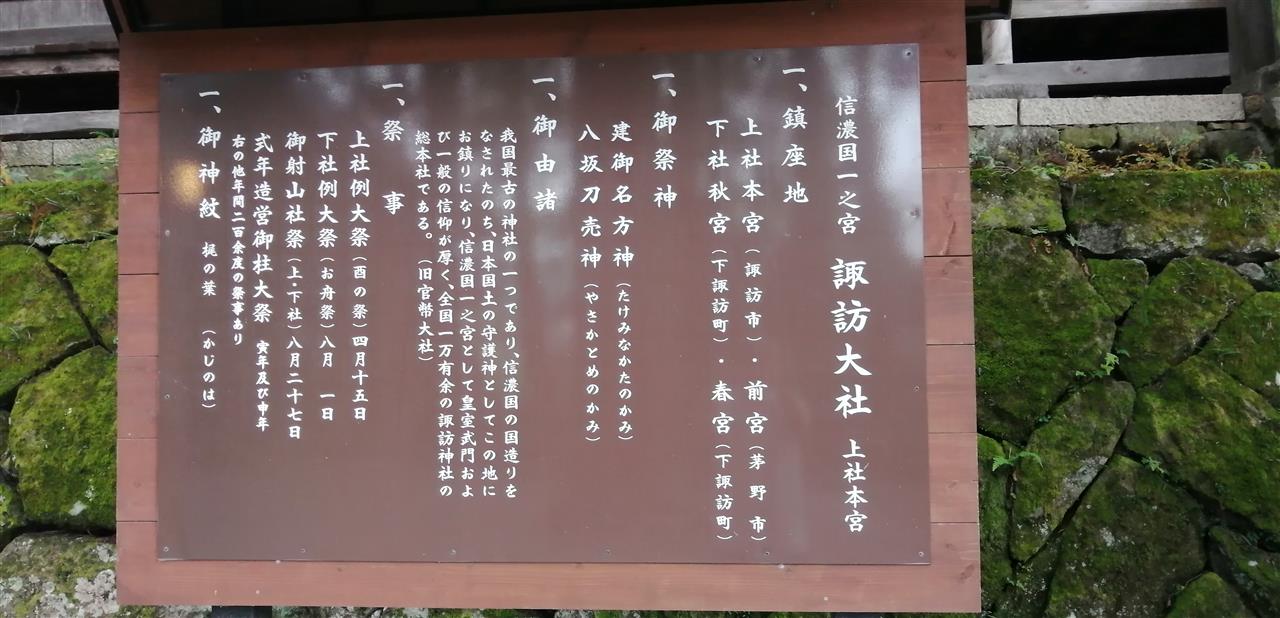 信濃国一之宮 諏訪大社 上社本宮
一、鎮座地
上社本宮(諏訪市)・前宮(茅野市)
下社秋宮(下諏訪町)・春宮(下諏訪町)
一、御祭神
建御名方神(たけみなかたのかみ)
八坂刀売神(やさかとめのかみ)
一、御由諸
我国最古の神社の一つであり、信濃国の国造りを
なされたのち、日本国土の守護神としてこの地に
お鎮りになり、信濃国一之宮として皇室武門およ
び一般の信仰が厚く、全国一万有余の諏訪神社の
総本社である。(旧官幣大社)
一、祭事
上社例大祭(酉の祭)四月十五日
下社例大祭(お舟祭)八月 一日
御射山社祭(上・下社)八月二十七日
式年造営御柱大祭 寅年及び申年
右の他年間二百余度の祭事あり
一、御神紋 梶の葉 (かじのは)